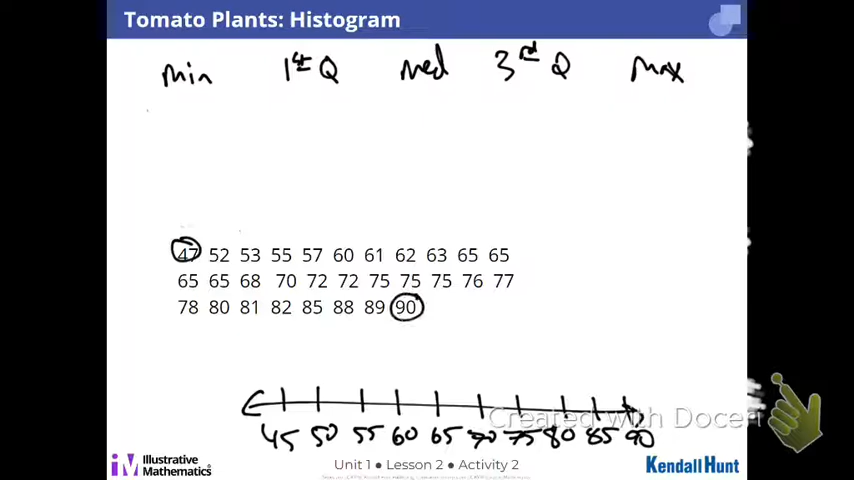 Tomato Plants: Histogram
min 1st Q med 3rd Q max
47 52 53 55 57 60 61 62 63 65 65
65 65 68 70 72 72 75 75 75 76 77
78 80 81 82 85 88 89 90
Created with Doceri
45 50 55 60 65 70 75 80 85 90
Illustrative Mathematics
Unit 1 • Lesson 2 • Activity 2
Kendall Hunt